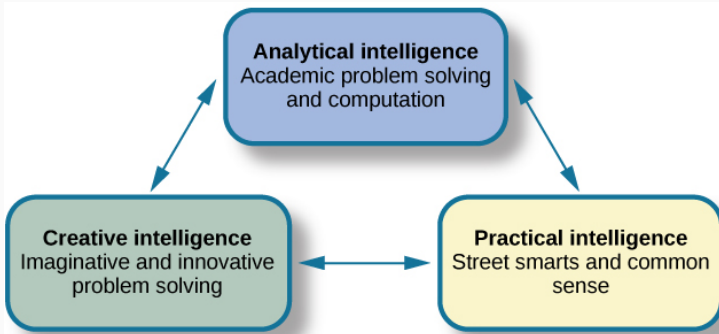 Analytical intelligence
Academic problem solving
and computation
Creative intelligence
Imaginative and innovative
problem solving
Practical intelligence
Street smarts and common
sense